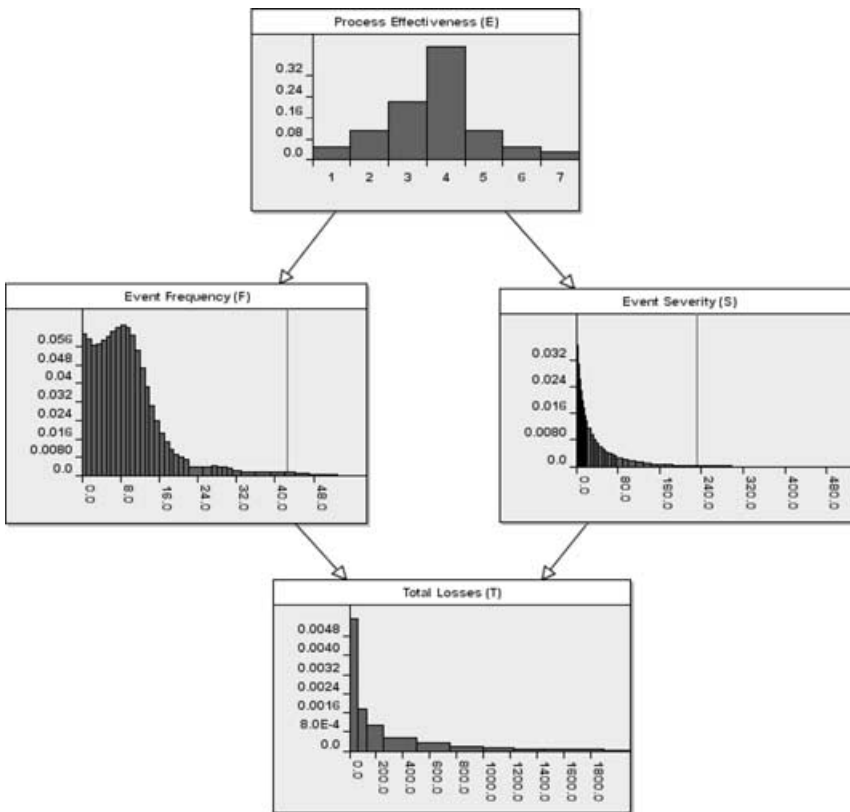 Process Effectiveness (E)
0.32
0.24
0.16
0.08
0.0
1 2 3 4 5 6 7
Event Frequency (F)
0.056
0.048
0.04
0.032
0.024
0.016
0.0080
0.0
0.0 8.0 16.0 24.0 32.0 40.0 48.0
Event Severity (S)
0.032
0.024
0.016
0.0080
0.0
0.0 80.0 160.0 240.0 320.0 400.0 480.0
Total Losses (T)
0.0048
0.0040
0.0032
0.0024
0.0016
8.0E-4
0.0
0.0 200.0 400.0 600.0 800.0 1000.0 1200.0 1400.0 1600.0 1800.0